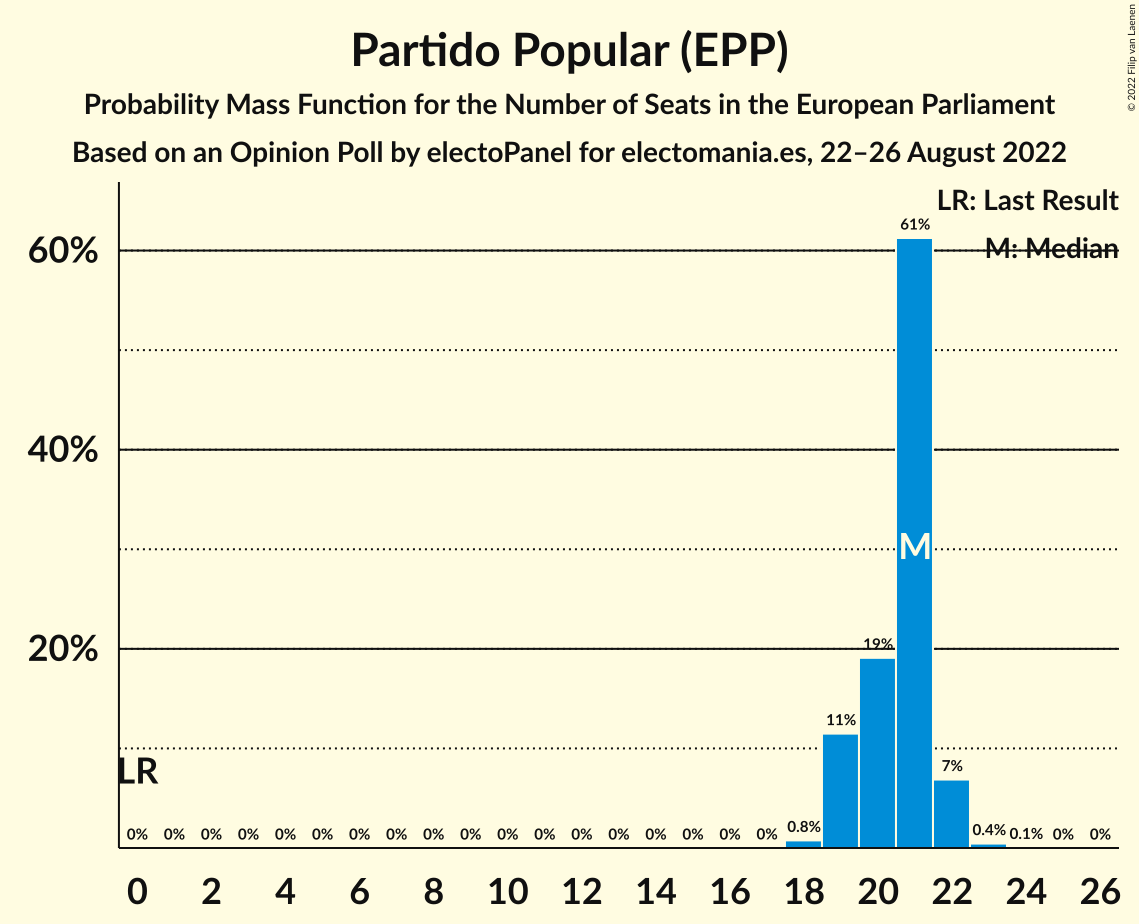 Partido Popular (EPP)
Probability Mass Function for the Number of Seats in the European Parliament
Based on an Opinion Poll by electoPanel for electomania.es, 22–26 August 2022
© 2022 Filip van Laenen
LR: Last Result
M: Median
60%
40%
20%
61%
M
19%
11%
7%
LR
0% 0% 0% 0% 0% 0% 0% 0% 0% 0% 0% 0% 0% 0% 0% 0% 0% 0% 0.8% 0.4% 0.1% 0% 0%
0 2 4 6 8 10 12 14 16 18 20 22 24 26